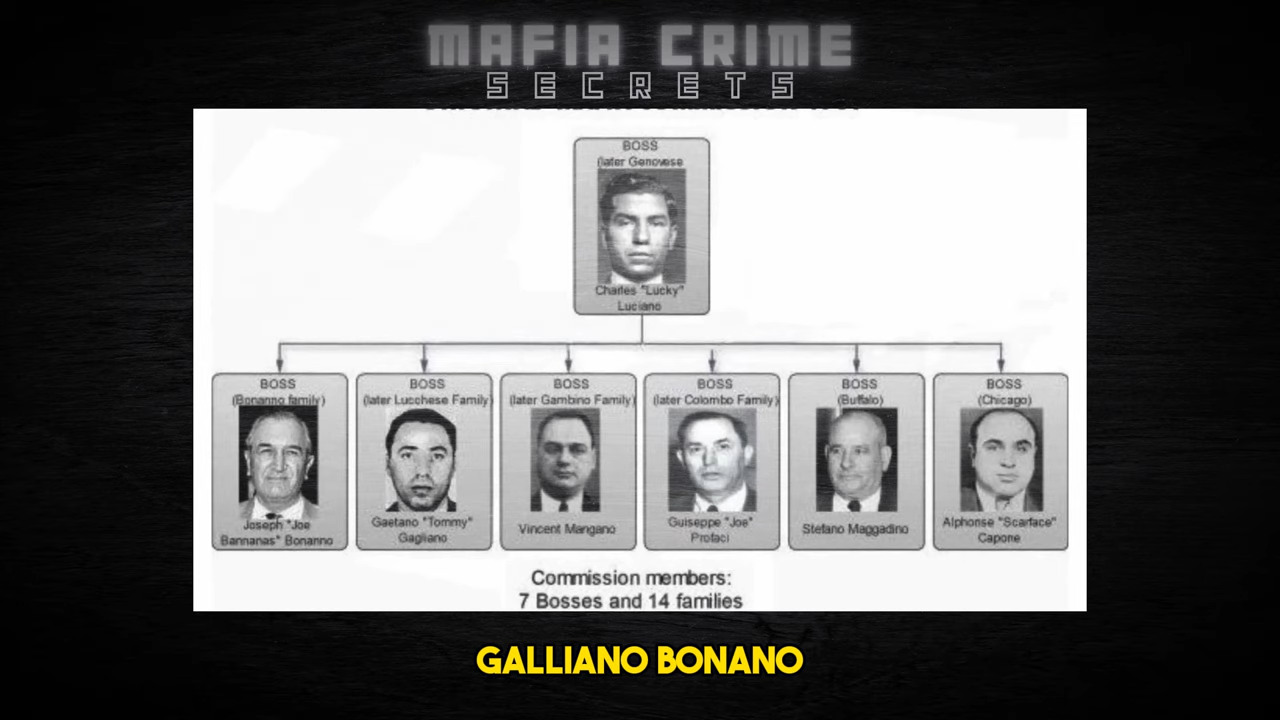 MAFIA CRIME
SECRETS
BOSS
(later Genovese
Charles "Lucky"
Luciano
BOSS
(Bonanno family)
Joseph "Joe
Bannanas" Bonanno
BOSS
(later Lucchese Family)
Gaetano "Tommy"
Gagliano
BOSS
(later Gambino Family)
Vincent Mangano
BOSS
(later Colombo Family)
Guiseppe "Joe"
Profaci
BOSS
(Buffalo)
Stefano Maggadino
BOSS
(Chicago)
Alphonse "Scarface"
Capone
Commission members:
7 Bosses and 14 families
GALLIANO BONANO